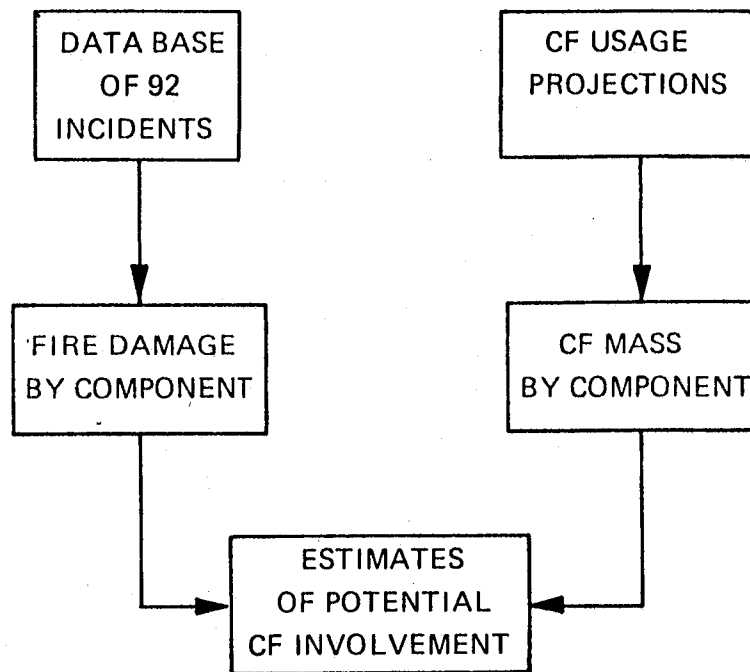 DATA BASE
OF 92
INCIDENTS
CF USAGE
PROJECTIONS
FIRE DAMAGE
BY COMPONENT
CF MASS
BY COMPONENT
ESTIMATES
OF POTENTIAL
CF INVOLVEMENT